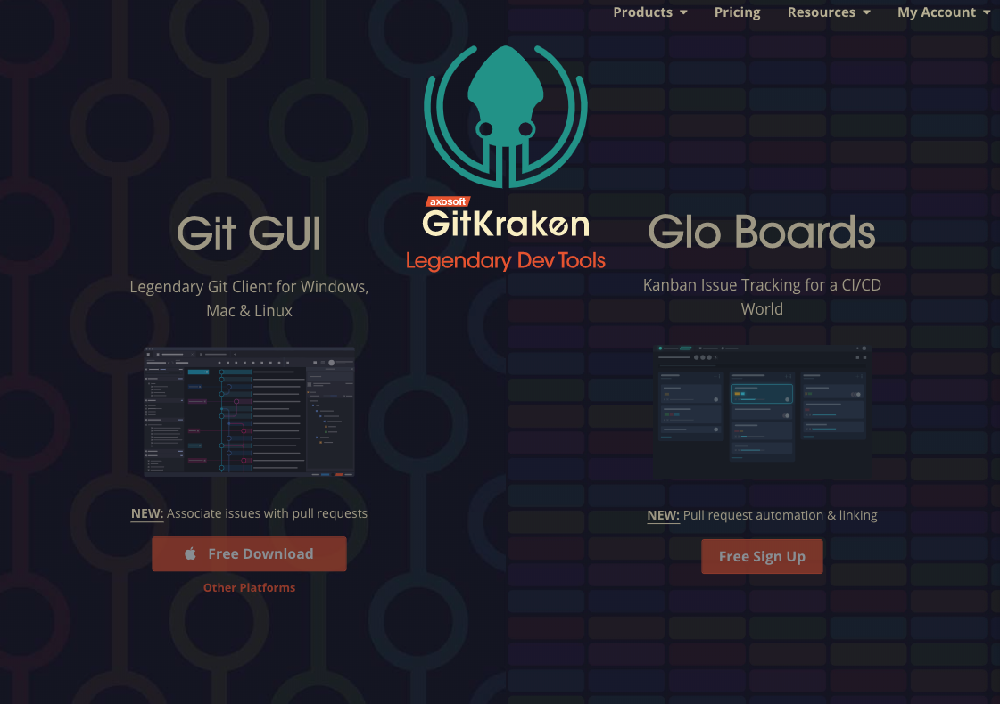 Products
Pricing
Resources
My Account
axosoft
GitKraken
Legendary Dev Tools
Git GUI
Legendary Git Client for Windows,
Mac & Linux
NEW: Associate issues with pull requests
Free Download
Other Platforms
Glo Boards
Kanban Issue Tracking for a CI/CD
World
NEW: Pull request automation & linking
Free Sign Up